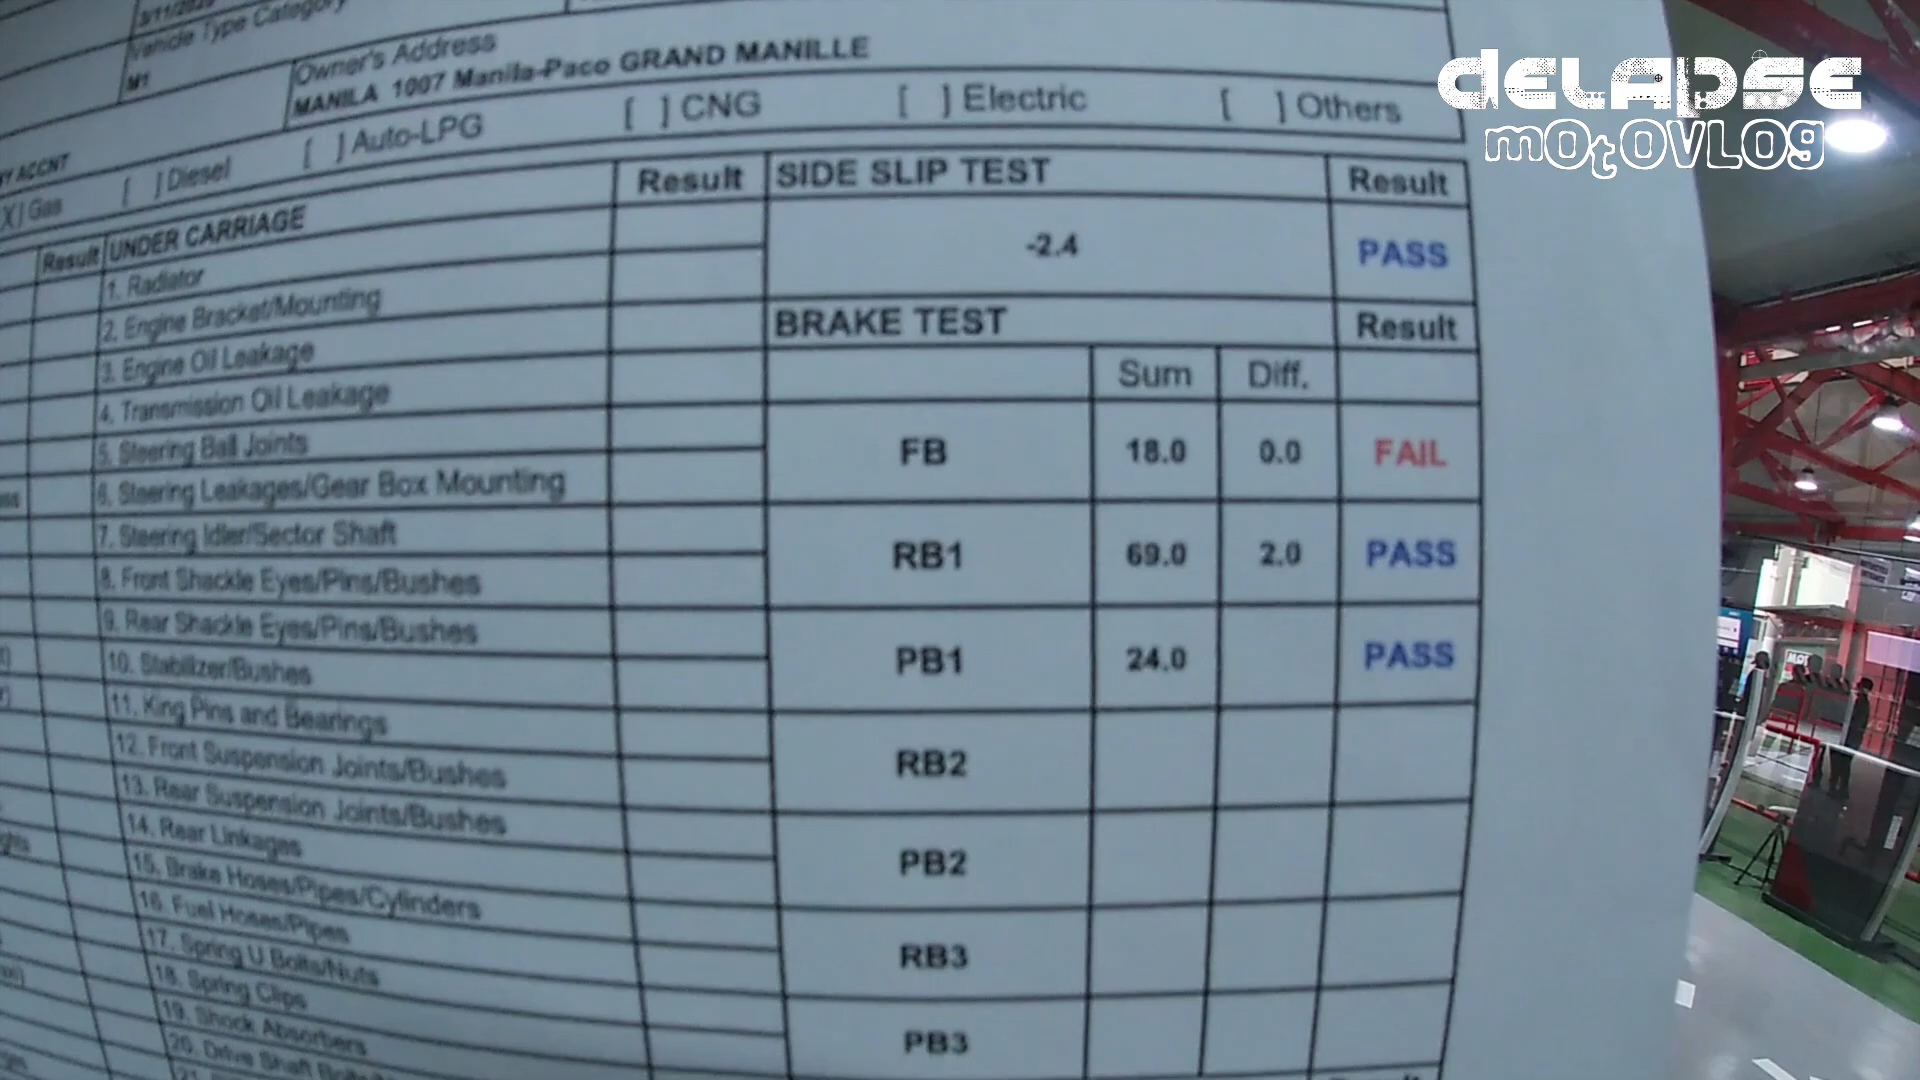 3/11/2020
Vehicle Type Category
M1
Owner's Address
MANILA 1007 Manila-Paco GRAND MANILLE
ACCNT
[X] Gas [ ] Diesel [ ] Auto-LPG [ ] CNG [ ] Electric [ ] Others
Result UNDER CARRIAGE Result
1. Radiator
2. Engine Bracket/Mounting
3. Engine Oil Leakage
4. Transmission Oil Leakage
5. Steering Ball Joints
6. Steering Leakages/Gear Box Mounting
7. Steering Idler/Sector Shaft
8. Front Shackle Eyes/Pins/Bushes
9. Rear Shackle Eyes/Pins/Bushes
10. Stabilizer/Bushes
11. King Pins and Bearings
12. Front Suspension Joints/Bushes
13. Rear Suspension Joints/Bushes
14. Rear Linkages
15. Brake Hoses/Pipes/Cylinders
16. Fuel Hoses/Pipes
17. Spring U Bolts/Nuts
18. Spring Clips
19. Shock Absorbers
20. Drive Shaft
21.
SIDE SLIP TEST Result
-2.4 PASS
BRAKE TEST Result
Sum Diff.
FB 18.0 0.0 FAIL
RB1 69.0 2.0 PASS
PB1 24.0 PASS
RB2
PB2
RB3
PB3
dELAPSE
mOtOVLOg